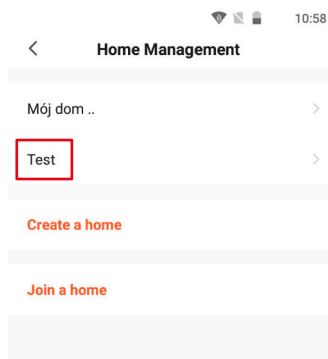 10:58
Home Management
Mój dom ..
Test
Create a home
Join a home